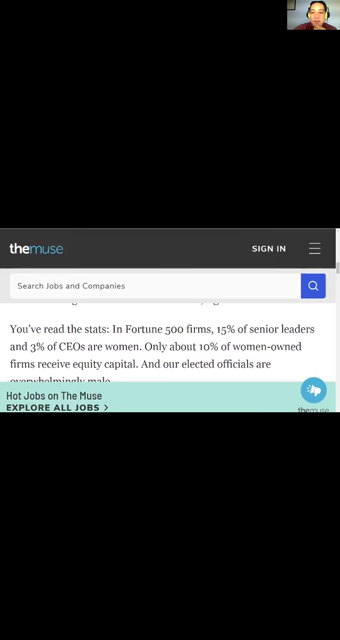 themuse
SIGN IN
Search Jobs and Companies
You've read the stats: In Fortune 500 firms, 15% of senior leaders
and 3% of CEOs are women. Only about 10% of women-owned
firms receive equity capital. And our elected officials are
overwhelmingly male.
Hot Jobs on The Muse
EXPLORE ALL JOBS >
themuse